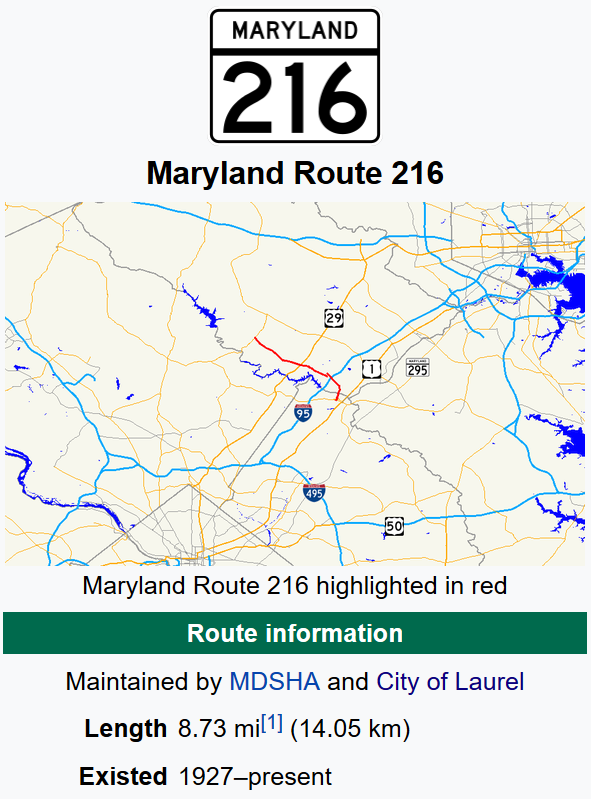 MARYLAND
216
Maryland Route 216
29
1
MARYLAND
295
95
495
50
Maryland Route 216 highlighted in red
Route information
Maintained by MDSHA and City of Laurel
Length 8.73 mi[1] (14.05 km)
Existed 1927–present